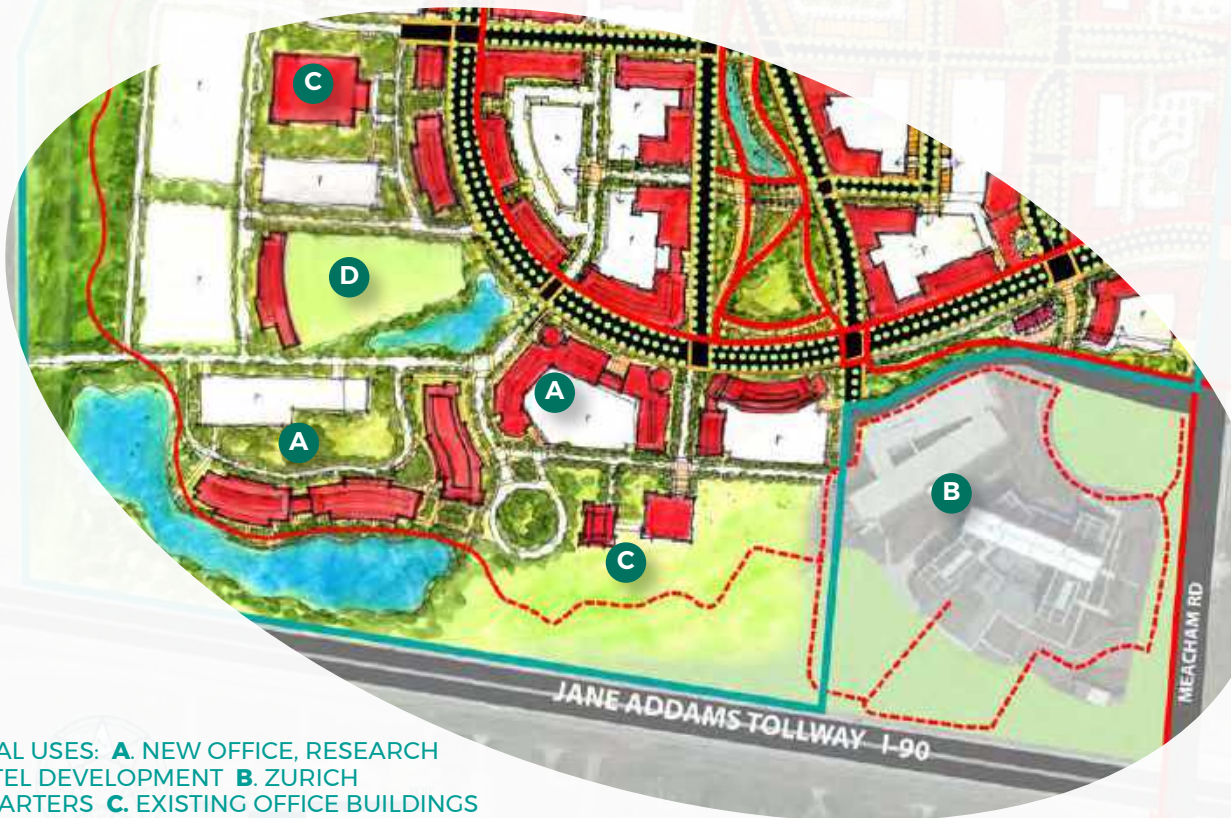 C
D
A
A
B
C
MEACHAM RD
JANE ADDAMS TOLLWAY I-90
AL USES: A. NEW OFFICE, RESEARCH
TEL DEVELOPMENT B. ZURICH
ARTERS C. EXISTING OFFICE BUILDINGS